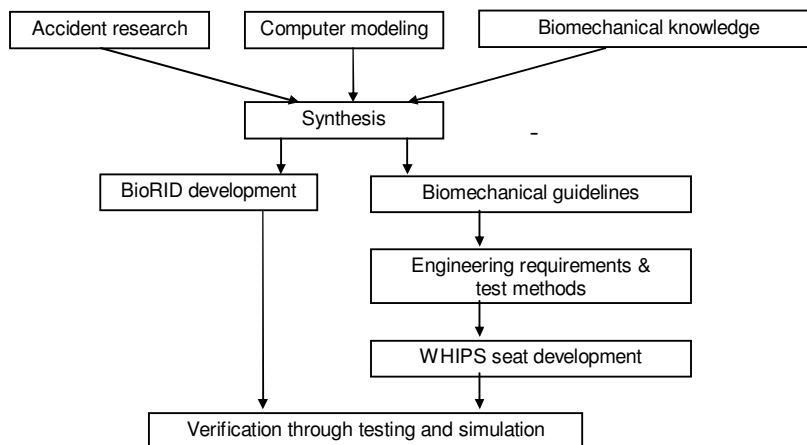 Accident research
Computer modeling
Biomechanical knowledge
Synthesis
-
BioRID development
Biomechanical guidelines
Engineering requirements &
test methods
WHIPS seat development
Verification through testing and simulation